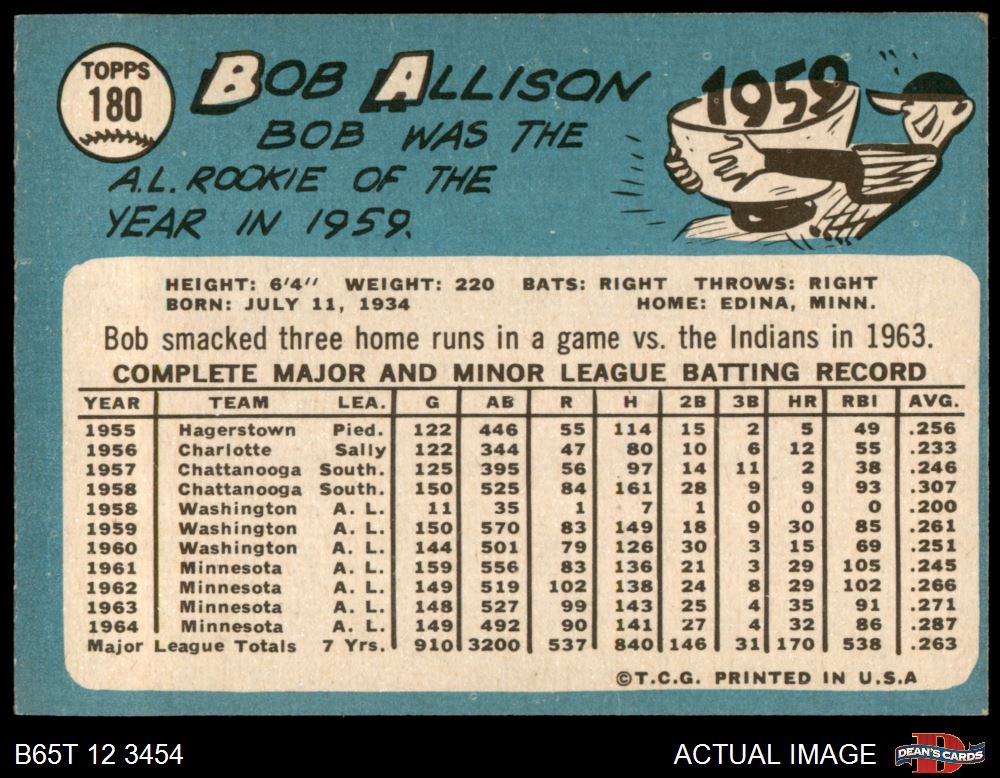 TOPPS
180
BOB ALLISON
BOB WAS THE
A.L. ROOKIE OF THE
YEAR IN 1959.
1959
HEIGHT: 6'4" WEIGHT: 220 BATS: RIGHT THROWS: RIGHT
BORN: JULY 11, 1934 HOME: EDINA, MINN.
Bob smacked three home runs in a game vs. the Indians in 1963.
COMPLETE MAJOR AND MINOR LEAGUE BATTING RECORD
YEAR TEAM LEA. G AB R H 2B 3B HR RBI AVG.
1955 Hagerstown Pied. 122 446 55 114 15 2 5 49 .256
1956 Charlotte Sally 122 344 47 80 10 6 12 55 .233
1957 Chattanooga South. 125 395 56 97 14 11 2 38 .246
1958 Chattanooga South. 150 525 84 161 28 9 9 93 .307
1958 Washington A. L. 11 35 1 7 1 0 0 0 .200
1959 Washington A. L. 150 570 83 149 18 9 30 85 .261
1960 Washington A. L. 144 501 79 126 30 3 15 69 .251
1961 Minnesota A. L. 159 556 83 136 21 3 29 105 .245
1962 Minnesota A. L. 149 519 102 138 24 8 29 102 .266
1963 Minnesota A. L. 148 527 99 143 25 4 35 91 .271
1964 Minnesota A. L. 149 492 90 141 27 4 32 86 .287
Major League Totals 7 Yrs. 910 3200 537 840 146 31 170 538 .263
©T.C.G. PRINTED IN U.S.A
B65T 12 3454 ACTUAL IMAGE
D
DEAN'S CARDS